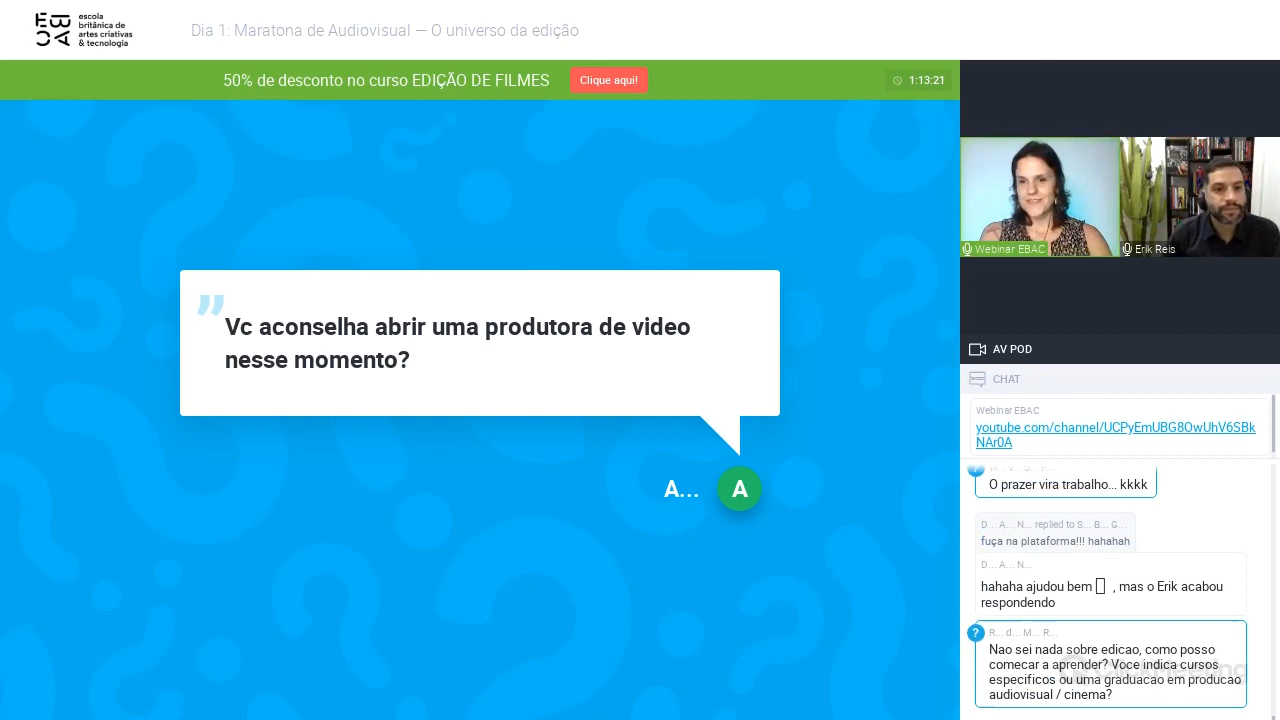 EBAC
escola
britânica de
artes criativas
& tecnologia
Dia 1: Maratona de Audiovisual — O universo da edição
50% de desconto no curso EDIÇÃO DE FILMES
Clique aqui!
1:13:21
Vc aconselha abrir uma produtora de video
nesse momento?
A...
A
Webinar EBAC
Erik Reis
AV POD
CHAT
Webinar EBAC
youtube.com/channel/UCPyEmUBG8OwUhV6SBk
NAr0A
?
O prazer vira trabalho... kkkk
D... A... N... replied to S... B... G...
fuça na plataforma!!! hahahah
D... A... N...
hahaha ajudou bem , mas o Erik acabou
respondendo
?
R... d... M... R...
Nao sei nada sobre edicao, como posso
comecar a aprender? Voce indica cursos
especificos ou uma graduacao em producao
audiovisual / cinema?
ClickMeeting